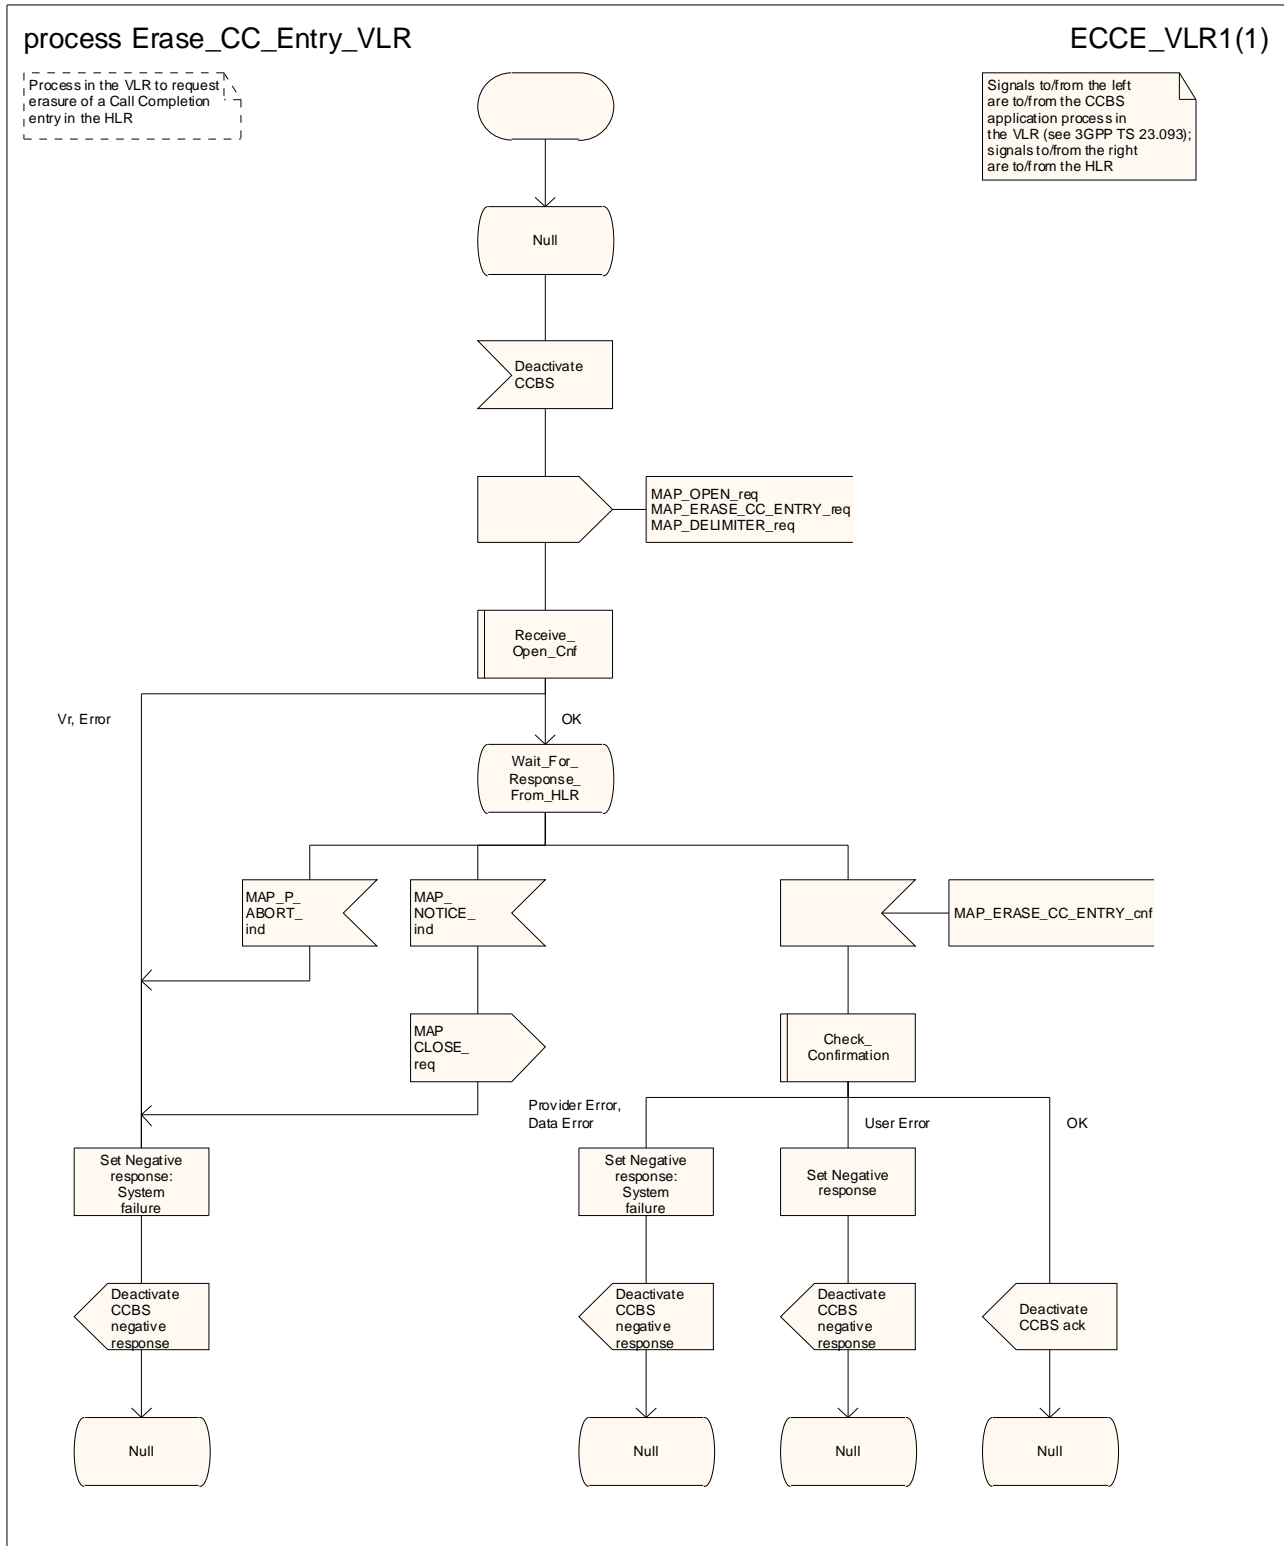 process Erase_CC_Entry_VLR
ECCE_VLR1(1)
Process in the VLR to request
erasure of a Call Completion
entry in the HLR
Signals to/from the left
are to/from the CCBS
application process in
the VLR (see 3GPP TS 23.093);
signals to/from the right
are to/from the HLR
Null
Deactivate
CCBS
MAP_OPEN_req
MAP_ERASE_CC_ENTRY_req
MAP_DELIMITER_req
Receive_
Open_Cnf
Vr, Error
OK
Wait_For_
Response_
From_HLR
MAP_P_
ABORT_
ind
MAP_
NOTICE_
ind
MAP_ERASE_CC_ENTRY_cnf
MAP
CLOSE_
req
Check_
Confirmation
Provider Error,
Data Error
User Error
OK
Set Negative
response:
System
failure
Set Negative
response:
System
failure
Set Negative
response
Deactivate
CCBS
negative
response
Deactivate
CCBS
negative
response
Deactivate
CCBS
negative
response
Deactivate
CCBS ack
Null
Null
Null
Null